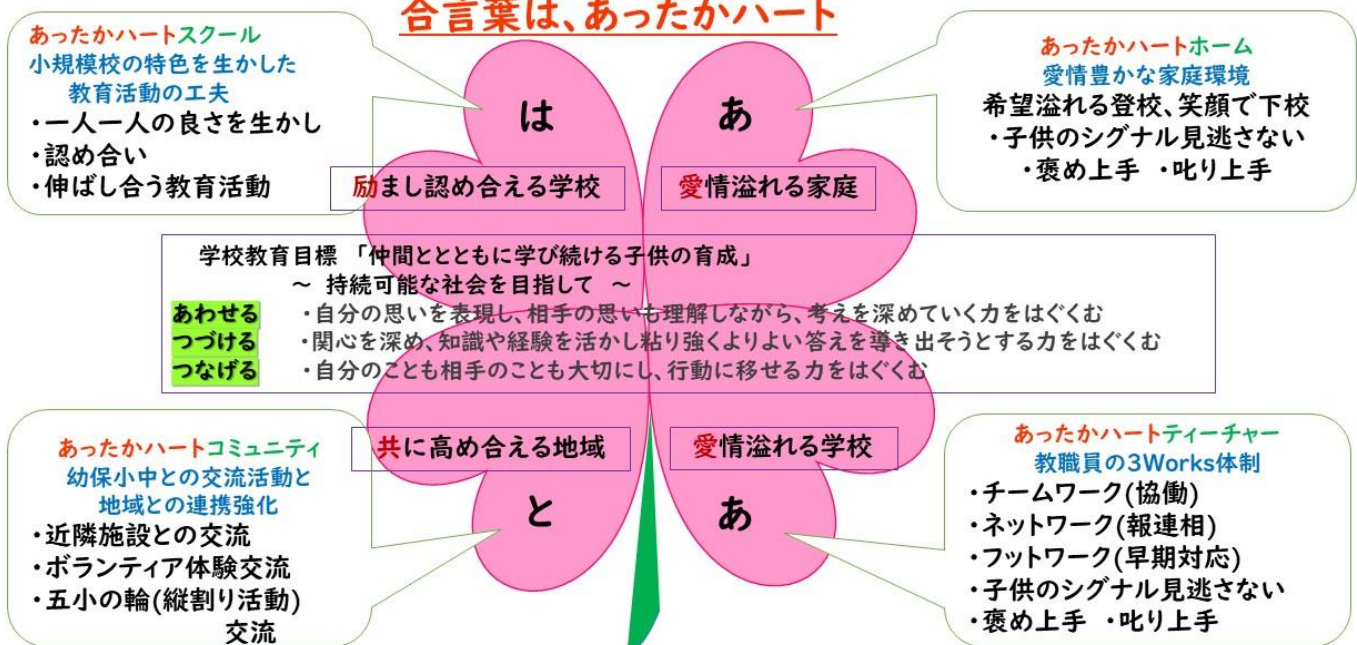 合言葉は、あったかハート
あったかハートスクール
小規模校の特色を生かした
教育活動の工夫
・一人一人の良さを生かし
・認め合い
・伸ばし合う教育活動
は
励まし認め合える学校
あ
愛情溢れる家庭
あったかハートホーム
愛情豊かな家庭環境
希望溢れる登校、笑顔で下校
・子供のシグナル見逃さない
・褒め上手 ・叱り上手
学校教育目標 「仲間ととともに学び続ける子供の育成」
～ 持続可能な社会を目指して ～
あわせる ・自分の思いを表現し、相手の思いも理解しながら、考えを深めていく力をはぐくむ
つづける ・関心を深め、知識や経験を活かし粘り強くよりよい答えを導き出そうとする力をはぐくむ
つなげる ・自分のことも相手のことも大切にし、行動に移せる力をはぐくむ
あったかハートコミュニティ
幼保小中との交流活動と
地域との連携強化
・近隣施設との交流
・ボランティア体験交流
・五小の輪(縦割り活動)
交流
共に高め合える地域
と
愛情溢れる学校
あ
あったかハートティーチャー
教職員の3Works体制
・チームワーク(協働)
・ネットワーク(報連相)
・フットワーク(早期対応)
・子供のシグナル見逃さない
・褒め上手 ・叱り上手